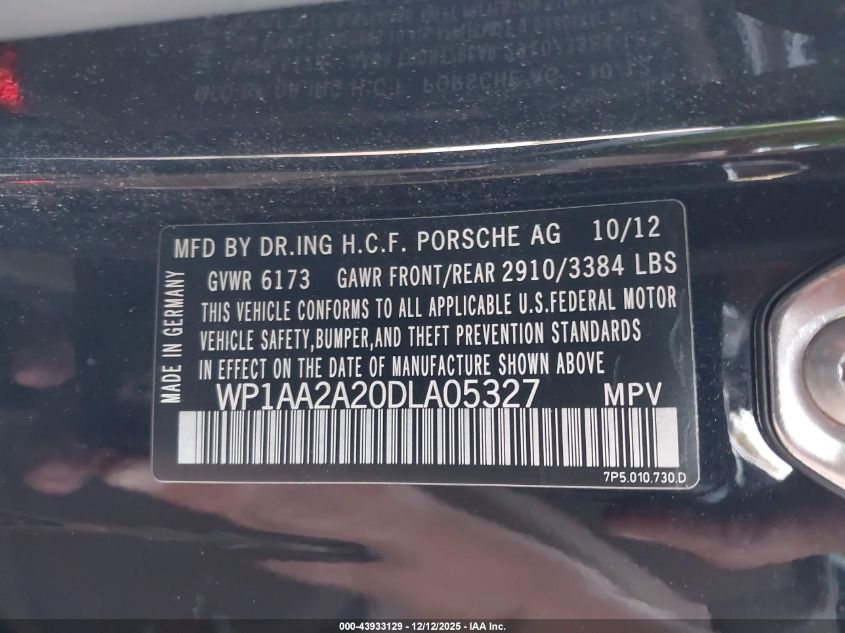 MFD BY DR.ING H.C.F. PORSCHE AG 10/12
GVWR 6173 GAWR FRONT/REAR 2910/3384 LBS
THIS VEHICLE CONFORMS TO ALL APPLICABLE U.S.FEDERAL MOTOR
VEHICLE SAFETY,BUMPER,AND THEFT PREVENTION STANDARDS
IN EFFECT ON THE DATE OF MANUFACTURE SHOWN ABOVE
MADE IN GERMANY
WP1AA2A20DLA05327 MPV
7P5.010.730.D
000-43933129 - 12/12/2025 - IAA Inc.